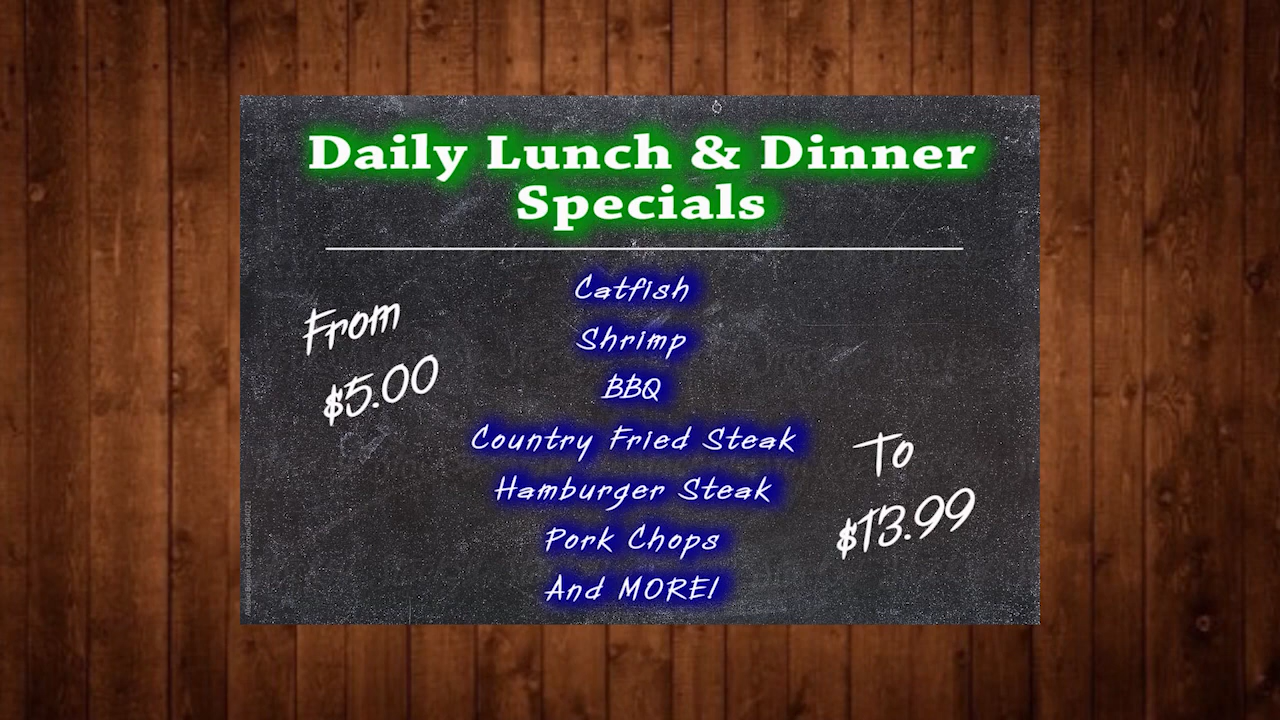 Daily Lunch & Dinner
Specials
From
$5.00
Catfish
Shrimp
BBQ
Country Fried Steak
Hamburger Steak
Pork Chops
And MORE!
To
$13.99